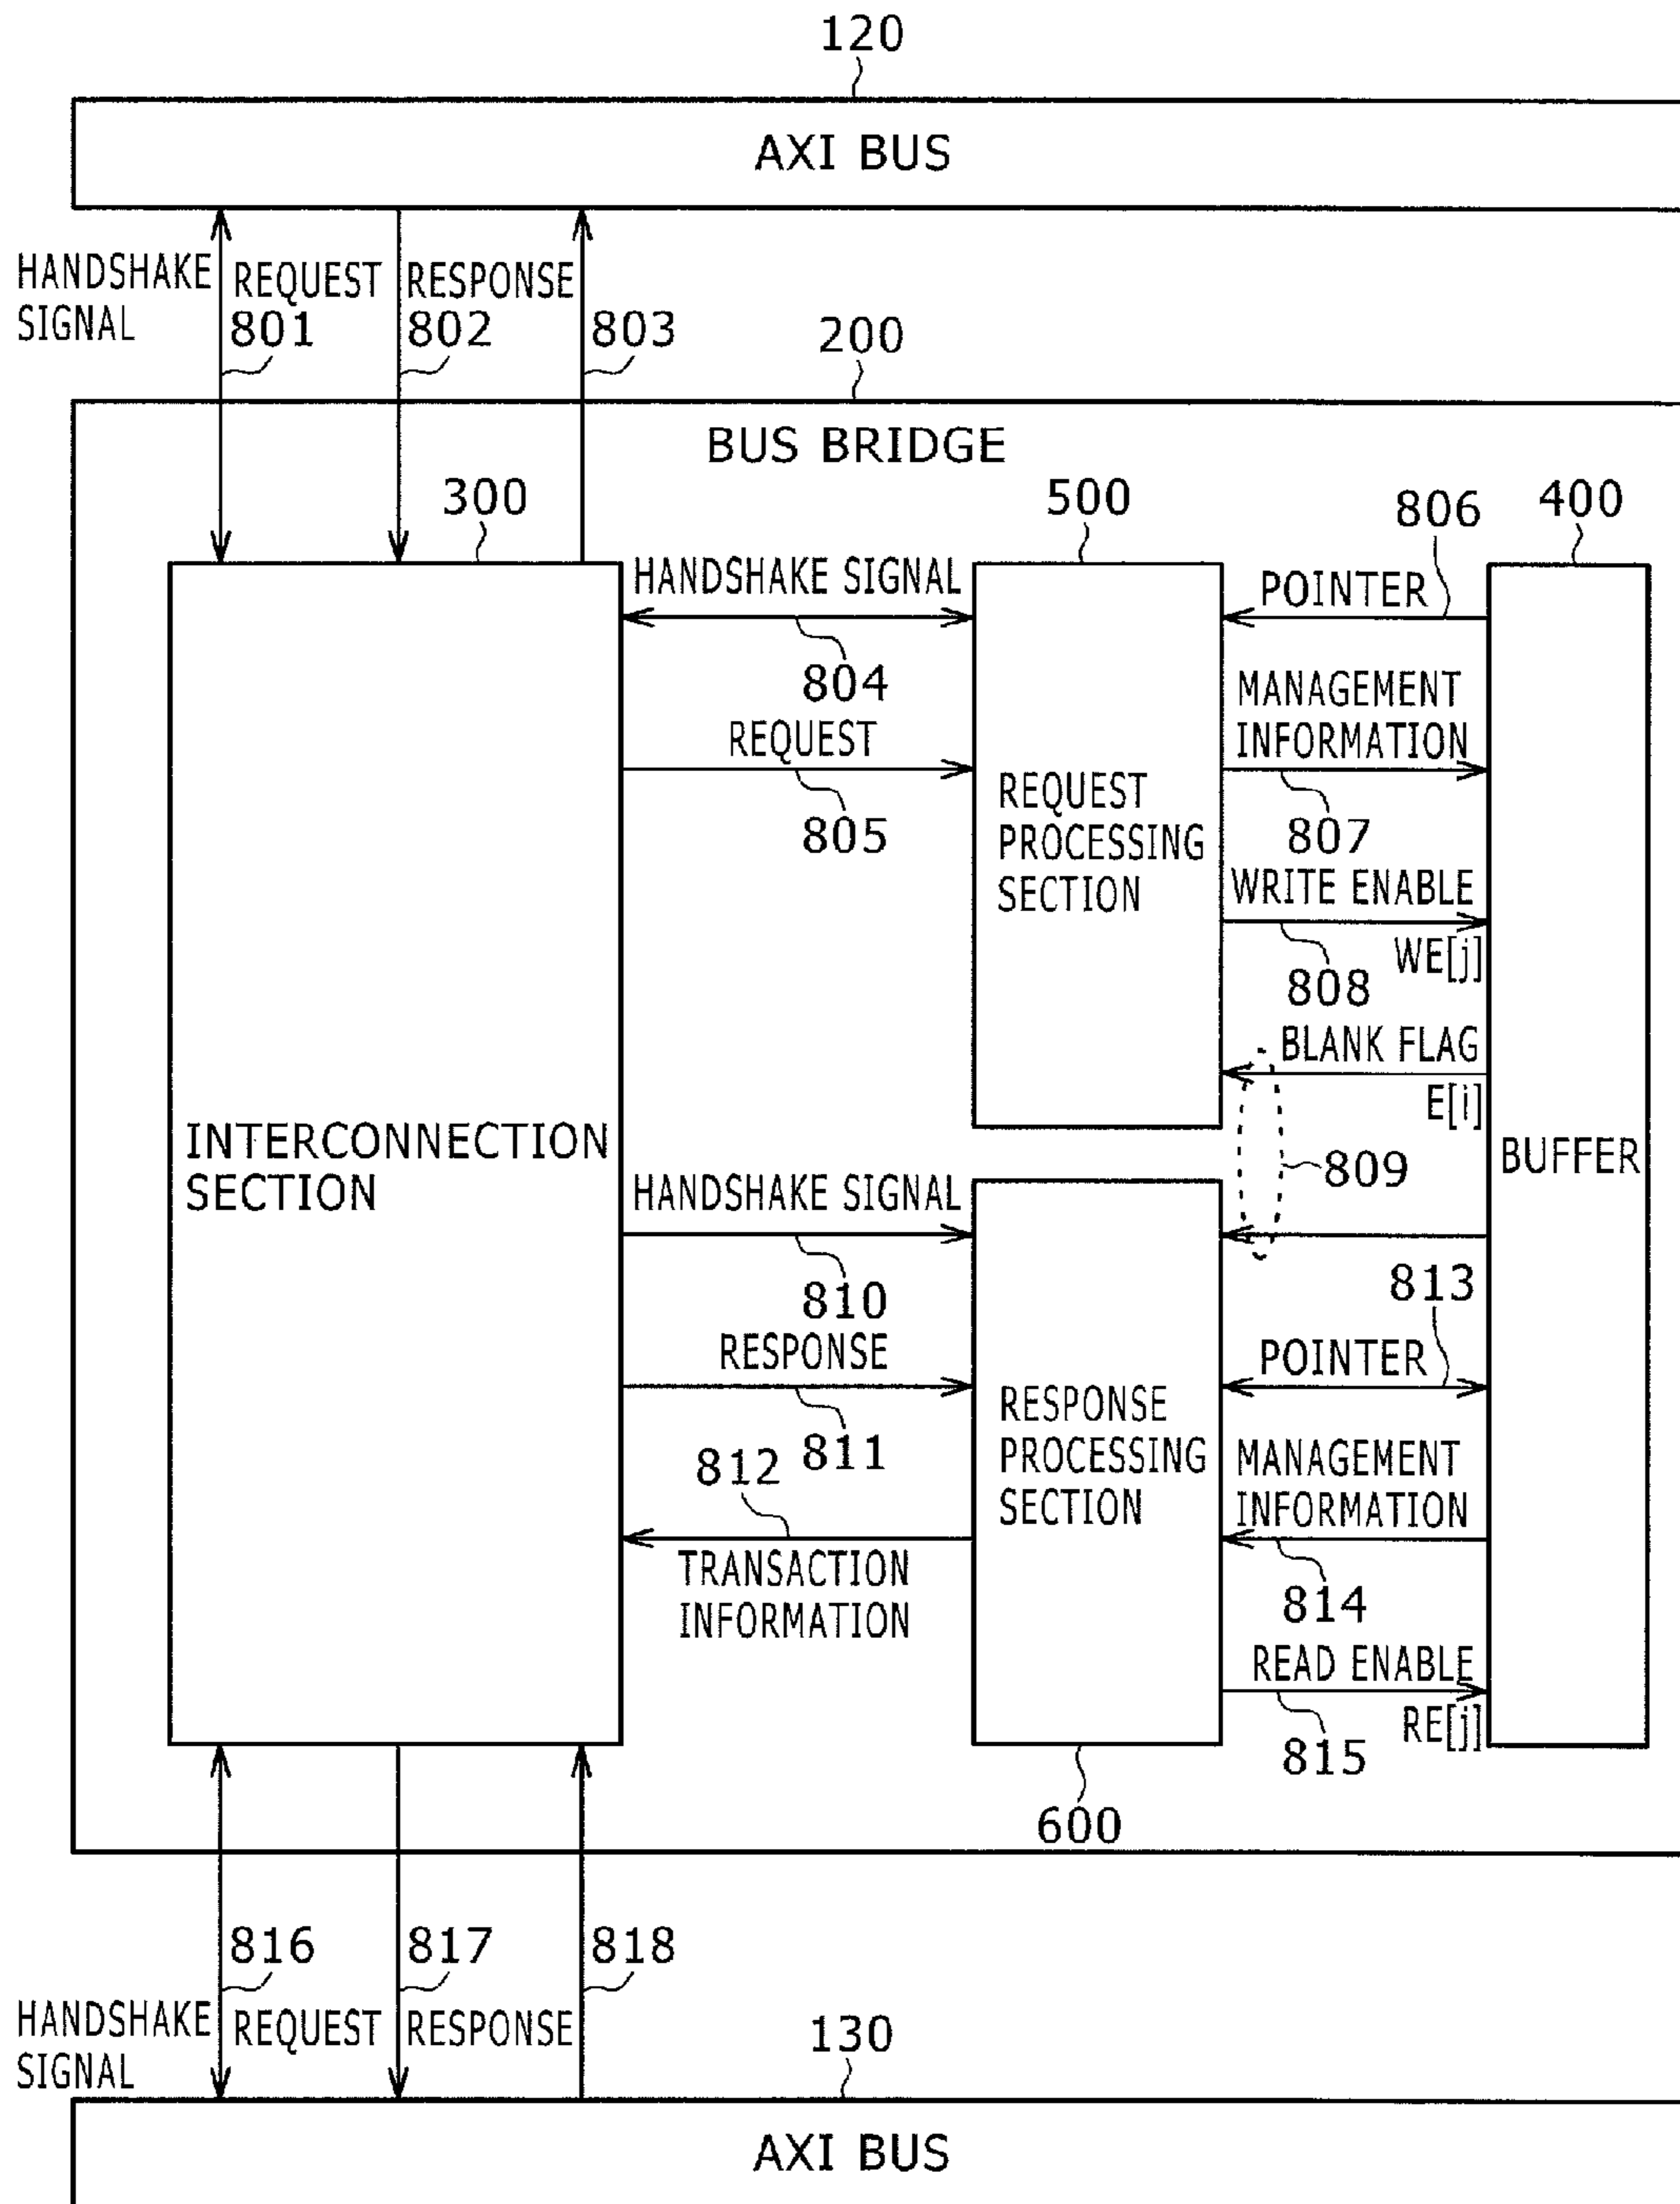 120
AXI BUS
HANDSHAKE
SIGNAL
REQUEST
RESPONSE
801
802
803
200
BUS BRIDGE
300
500
400
806
HANDSHAKE SIGNAL
POINTER
804
MANAGEMENT
INFORMATION
REQUEST
805
REQUEST
PROCESSING
SECTION
807
WRITE ENABLE
WE[j]
808
BLANK FLAG
E[i]
INTERCONNECTION
SECTION
BUFFER
809
HANDSHAKE SIGNAL
810
813
RESPONSE
POINTER
811
RESPONSE
PROCESSING
SECTION
812
MANAGEMENT
INFORMATION
TRANSACTION
INFORMATION
814
READ ENABLE
RE[j]
815
600
816
817
818
HANDSHAKE
SIGNAL
REQUEST
RESPONSE
130
AXI BUS